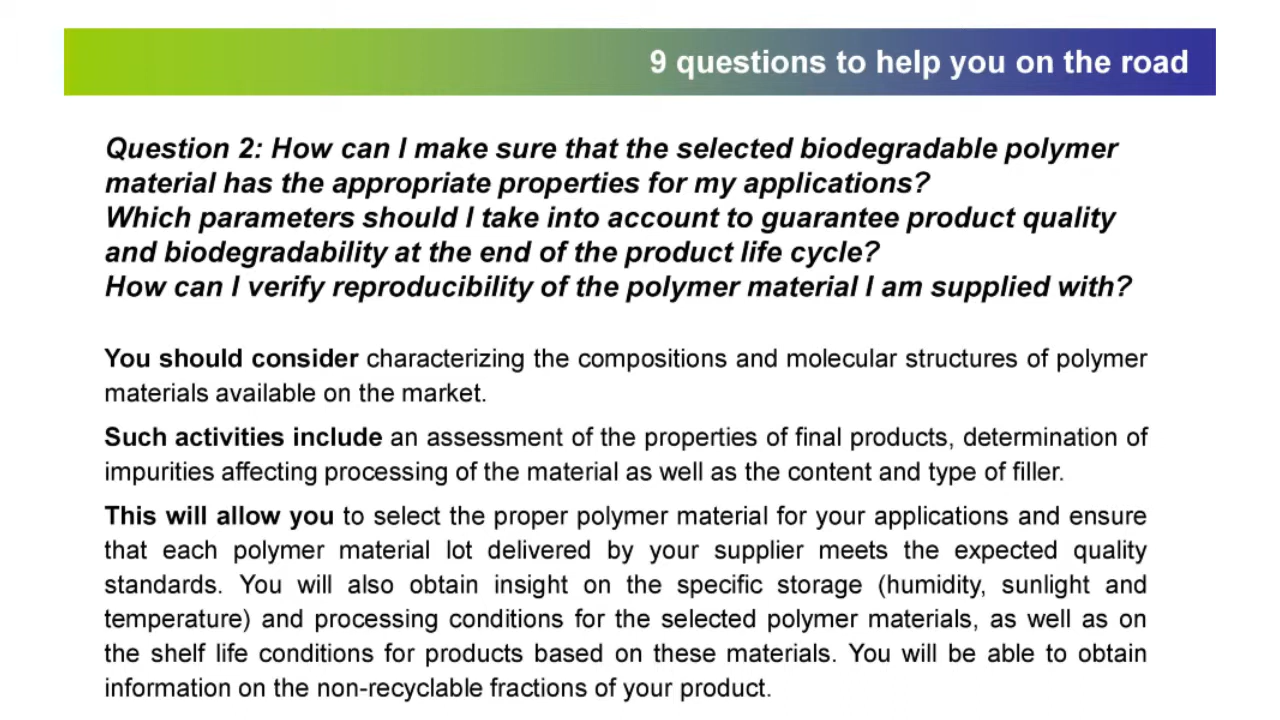 9 questions to help you on the road
Question 2: How can I make sure that the selected biodegradable polymer
material has the appropriate properties for my applications?
Which parameters should I take into account to guarantee product quality
and biodegradability at the end of the product life cycle?
How can I verify reproducibility of the polymer material I am supplied with?
You should consider characterizing the compositions and molecular structures of polymer
materials available on the market.
Such activities include an assessment of the properties of final products, determination of
impurities affecting processing of the material as well as the content and type of filler.
This will allow you to select the proper polymer material for your applications and ensure
that each polymer material lot delivered by your supplier meets the expected quality
standards. You will also obtain insight on the specific storage (humidity, sunlight and
temperature) and processing conditions for the selected polymer materials, as well as on
the shelf life conditions for products based on these materials. You will be able to obtain
information on the non-recyclable fractions of your product.